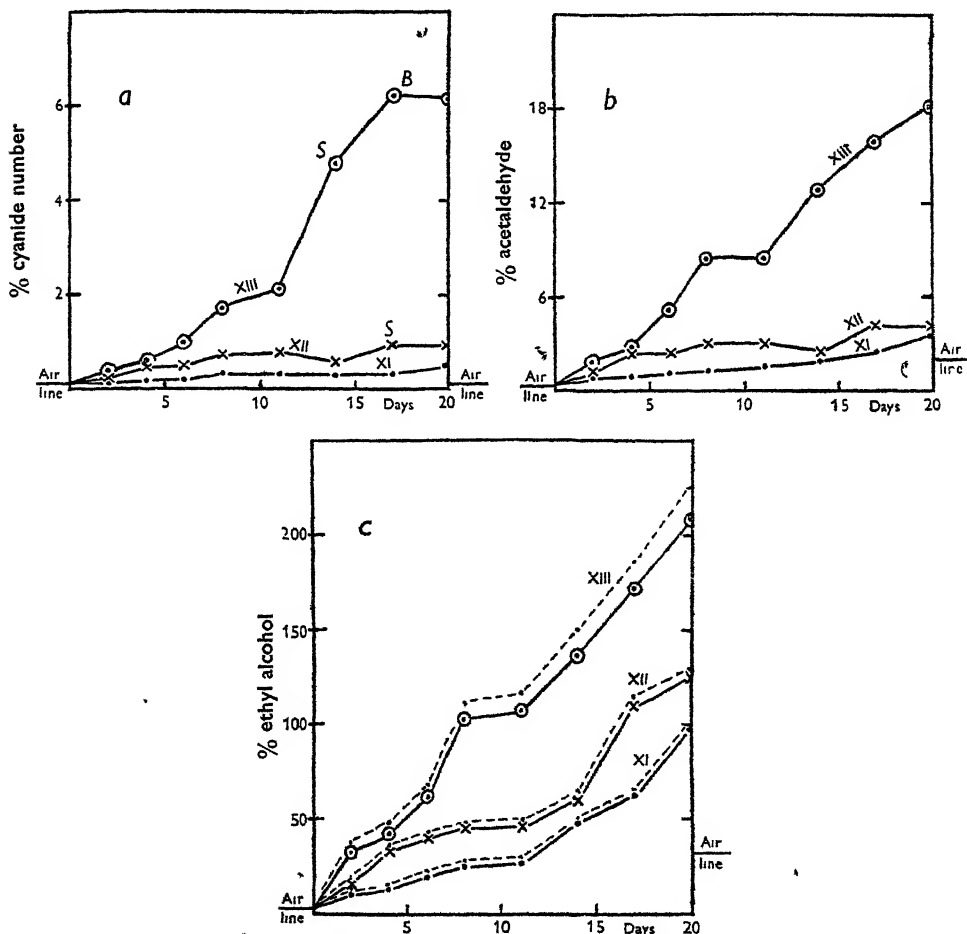 a
% cyanide number
6
4
2
B
S
XIII
S
XII
XI
Air line
Air line
5
10
15
Days
20
b
% acetaldehyde
18
12
6
XIII
XII
XI
Air line
Air line
5
10
15
Days
20
c
% ethyl alcohol
200
150
100
50
XIII
XII
XI
Air line
Air line
5
10
15
Days
20